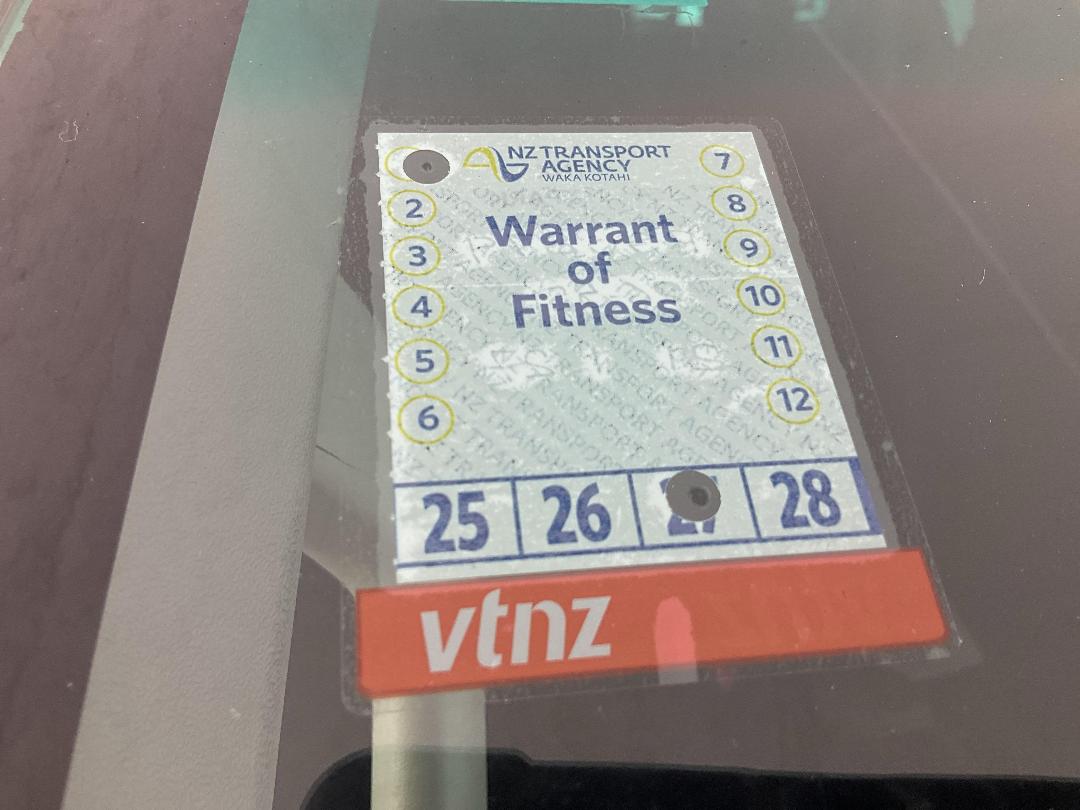 NZ TRANSPORT
AGENCY
WAKA KOTAHI
Warrant
of
Fitness
2
3
4
5
6
7
8
9
10
11
12
25 26 27 28
vtnz